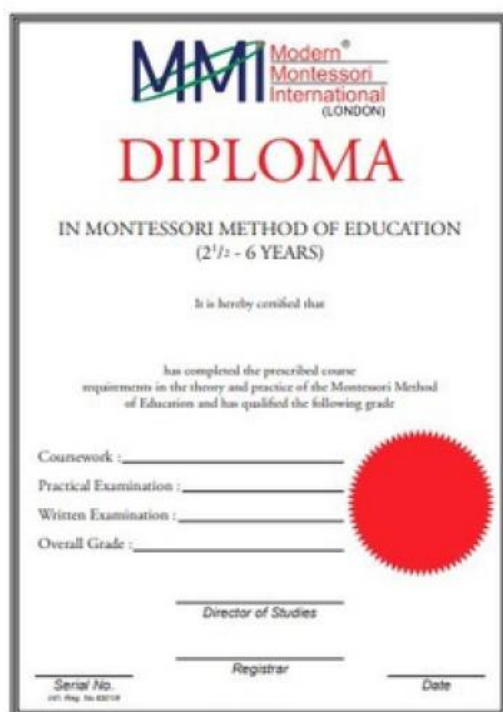 MMI Modern®
Montessori
International
(LONDON)
DIPLOMA
IN MONTESSORI METHOD OF EDUCATION
(2 1/2 - 6 YEARS)
It is hereby certified that
has completed the prescribed course
requirements in the theory and practice of the Montessori Method
of Education and has qualified the following grade
Coursework :
Practical Examination :
Written Examination :
Overall Grade :
Director of Studies
Registrar
Serial No.
Date